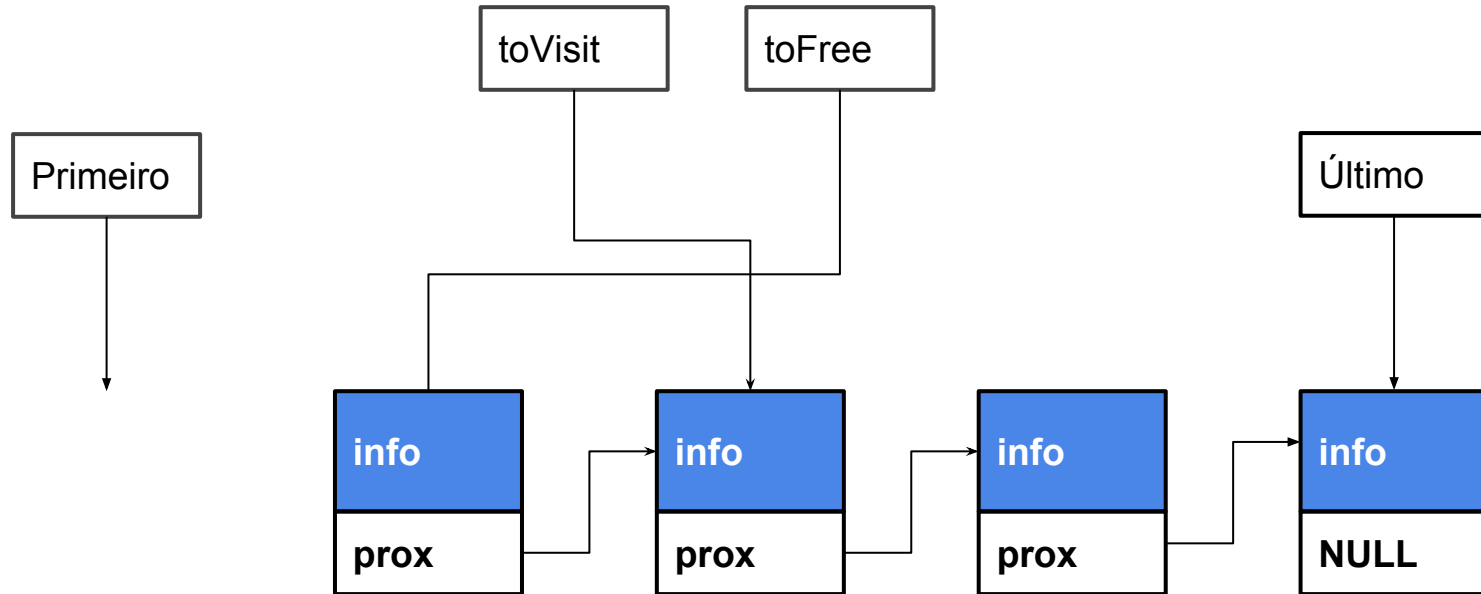 toVisit
toFree
Primeiro
Último
info
info
info
info
prox
prox
prox
NULL